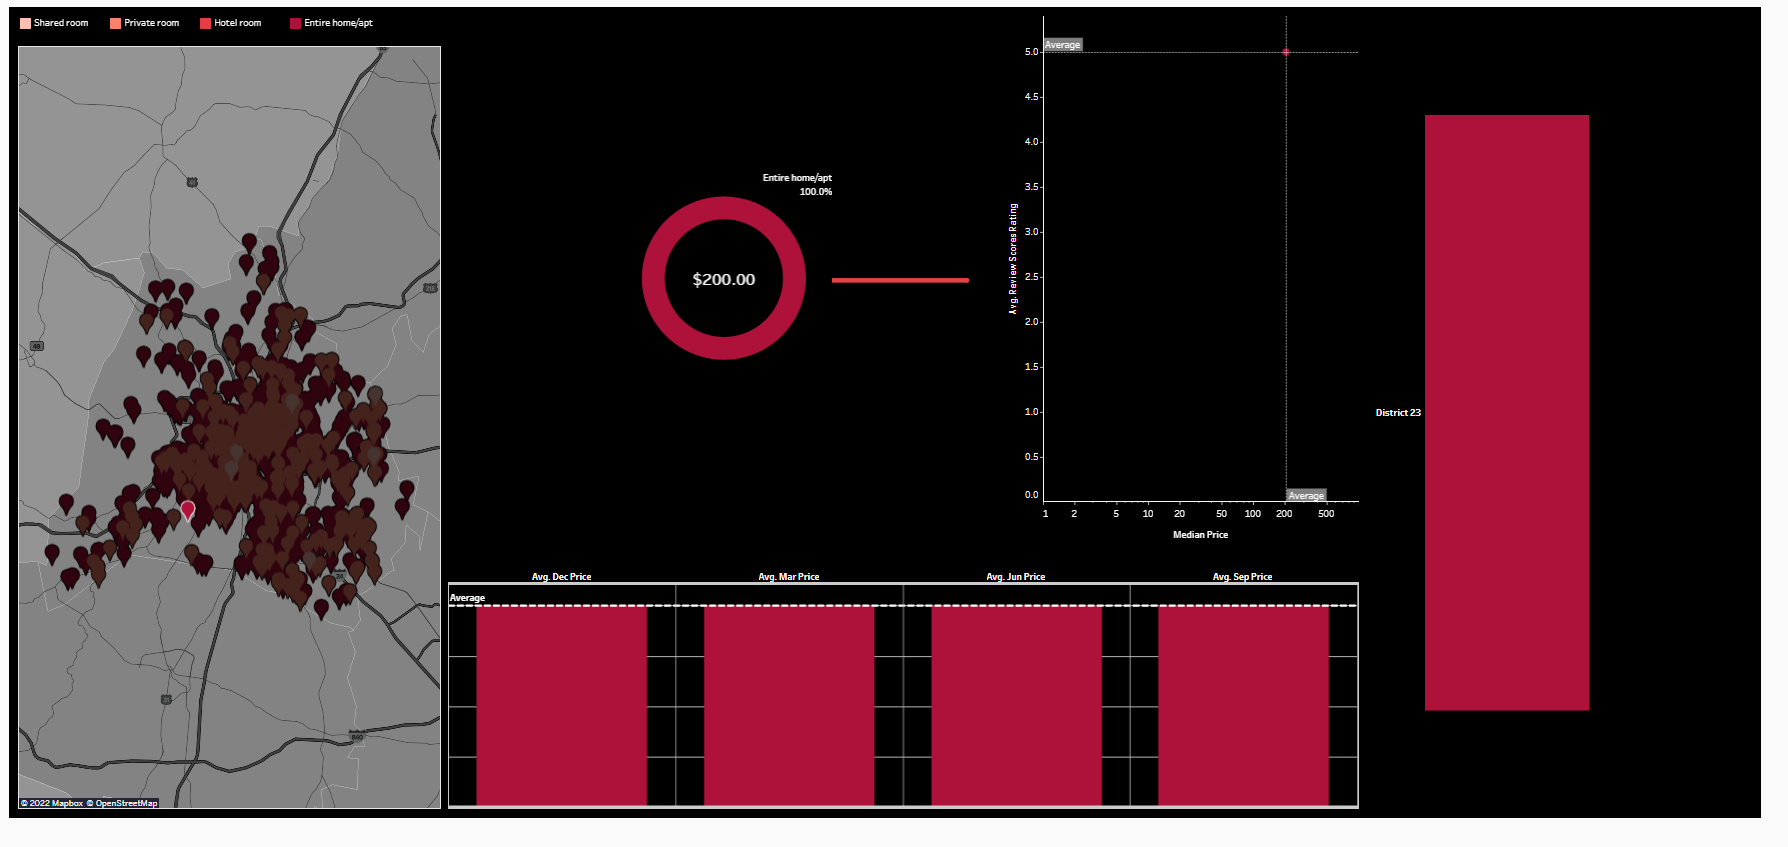 Shared room
Private room
Hotel room
Entire home/apt
© 2022 Mapbox © OpenStreetMap
Entire home/apt
100.0%
$200.00
Average
5.0
4.5
4.0
3.5
3.0
2.5
2.0
1.5
1.0
0.5
0.0
Avg. Review Scores Rating
Average
1 2 5 10 20 50 100 200 500
Median Price
District 23
Avg. Dec Price
Avg. Mar Price
Avg. Jun Price
Avg. Sep Price
Average